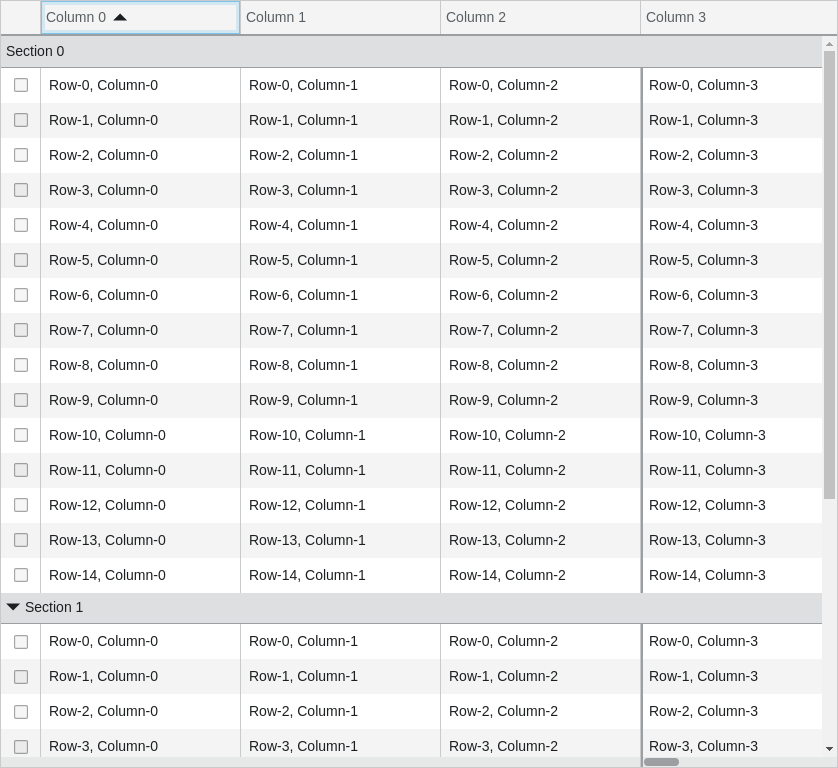 Column 0 Column 1 Column 2 Column 3
Section 0
Row-0, Column-0 Row-0, Column-1 Row-0, Column-2 Row-0, Column-3
Row-1, Column-0 Row-1, Column-1 Row-1, Column-2 Row-1, Column-3
Row-2, Column-0 Row-2, Column-1 Row-2, Column-2 Row-2, Column-3
Row-3, Column-0 Row-3, Column-1 Row-3, Column-2 Row-3, Column-3
Row-4, Column-0 Row-4, Column-1 Row-4, Column-2 Row-4, Column-3
Row-5, Column-0 Row-5, Column-1 Row-5, Column-2 Row-5, Column-3
Row-6, Column-0 Row-6, Column-1 Row-6, Column-2 Row-6, Column-3
Row-7, Column-0 Row-7, Column-1 Row-7, Column-2 Row-7, Column-3
Row-8, Column-0 Row-8, Column-1 Row-8, Column-2 Row-8, Column-3
Row-9, Column-0 Row-9, Column-1 Row-9, Column-2 Row-9, Column-3
Row-10, Column-0 Row-10, Column-1 Row-10, Column-2 Row-10, Column-3
Row-11, Column-0 Row-11, Column-1 Row-11, Column-2 Row-11, Column-3
Row-12, Column-0 Row-12, Column-1 Row-12, Column-2 Row-12, Column-3
Row-13, Column-0 Row-13, Column-1 Row-13, Column-2 Row-13, Column-3
Row-14, Column-0 Row-14, Column-1 Row-14, Column-2 Row-14, Column-3
Section 1
Row-0, Column-0 Row-0, Column-1 Row-0, Column-2 Row-0, Column-3
Row-1, Column-0 Row-1, Column-1 Row-1, Column-2 Row-1, Column-3
Row-2, Column-0 Row-2, Column-1 Row-2, Column-2 Row-2, Column-3
Row-3, Column-0 Row-3, Column-1 Row-3, Column-2 Row-3, Column-3